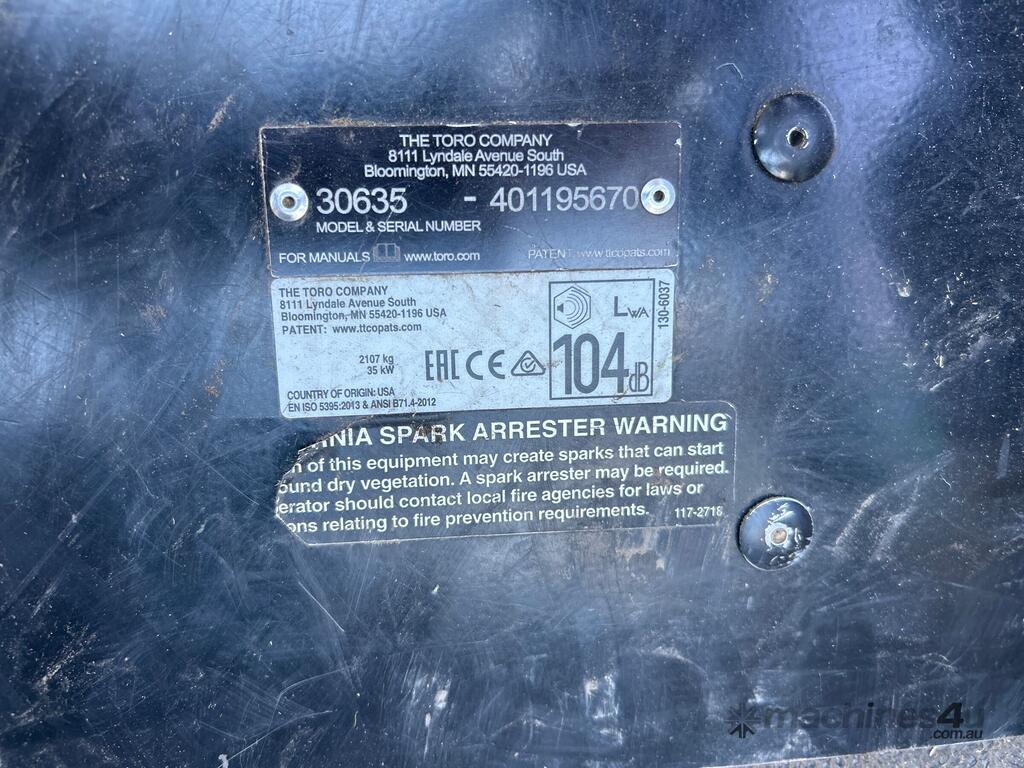 THE TORO COMPANY
8111 Lyndale Avenue South
Bloomington, MN 55420-1196 USA
30635 - 401195670
MODEL & SERIAL NUMBER
FOR MANUALS www.toro.com PATENT: www.ttcopats.com
THE TORO COMPANY
8111 Lyndale Avenue South
Bloomington, MN 55420-1196 USA
PATENT: www.ttcopats.com
2107 kg
35 kW
EAC CE
LWA
104 dB
130-6037
COUNTRY OF ORIGIN: USA
EN ISO 5395:2013 & ANSI B71.4-2012
RNIA SPARK ARRESTER WARNING
n of this equipment may create sparks that can start
ound dry vegetation. A spark arrester may be required.
erator should contact local fire agencies for laws or
ons relating to fire prevention requirements. 117-2718
machines4u
.com.au